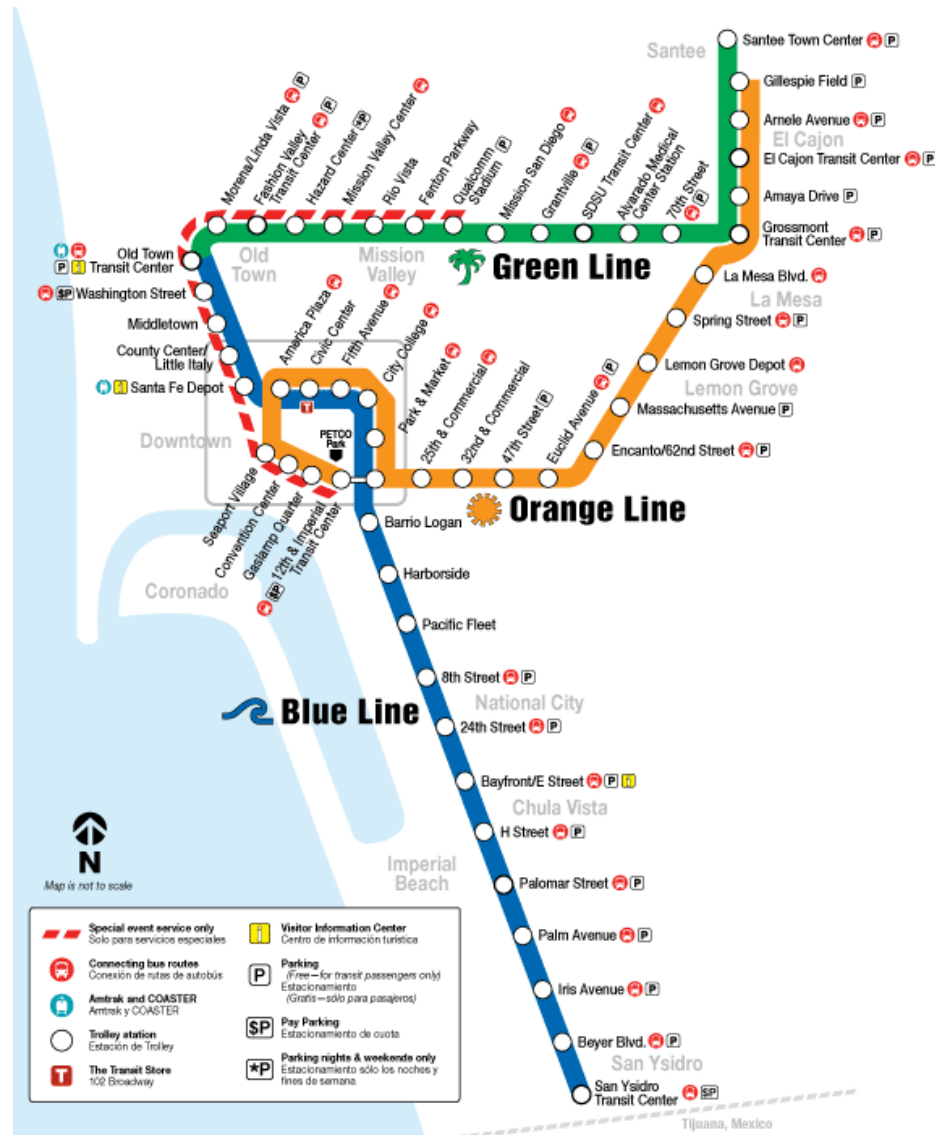 Santee
Santee Town Center P
Gillespie Field P
Arnele Avenue P
El Cajon
El Cajon Transit Center P
Amaya Drive P
Grossmont
Transit Center P
Morena/Linda Vista P
Fashion Valley
Transit Center P
Hazard Center *P
Mission Valley Center
Rio Vista
Fenton Parkway
Qualcomm
Stadium P
Mission San Diego
Grantville P
SDSU Transit Center
Alvarado Medical
Center Station
70th Street
P
Old Town
P i Transit Center
Old
Town
Mission
Valley
Green Line
La Mesa Blvd.
La Mesa
Spring Street P
Lemon Grove Depot
Lemon Grove
Massachusetts Avenue P
Encanto/62nd Street P
$P Washington Street
Middletown
County Center/
Little Italy
i Santa Fe Depot
America Plaza
Civic Center
Fifth Avenue
City College
Park & Market
25th & Commercial
32nd & Commercial
47th Street P
Euclid Avenue P
T
PETCO
Park
Downtown
Seaport Village
Convention Center
Gaslamp Quarter
$P 12th & Imperial
Transit Center
Orange Line
Coronado
Barrio Logan
Harborside
Pacific Fleet
8th Street P
National City
Blue Line
24th Street P
Bayfront/E Street P i
Chula Vista
H Street P
Imperial
Beach
Palomar Street P
Palm Avenue P
Iris Avenue P
Beyer Blvd. P
San Ysidro
San Ysidro
Transit Center $P
Tijuana, Mexico
N
Map is not to scale
Special event service only
Solo para servicios especiales
Connecting bus routes
Conexión de rutas de autobús
Amtrak and COASTER
Amtrak y COASTER
Trolley station
Estación de Trolley
T
The Transit Store
102 Broadway
i
Visitor Information Center
Centro de información turística
P
Parking
(Free—for transit passengers only)
Estacionamiento
(Gratis—sólo para pasajeros)
$P
Pay Parking
Estacionamiento de cuota
*P
Parking nights & weekends only
Estacionamiento sólo los noches y
fines de semana